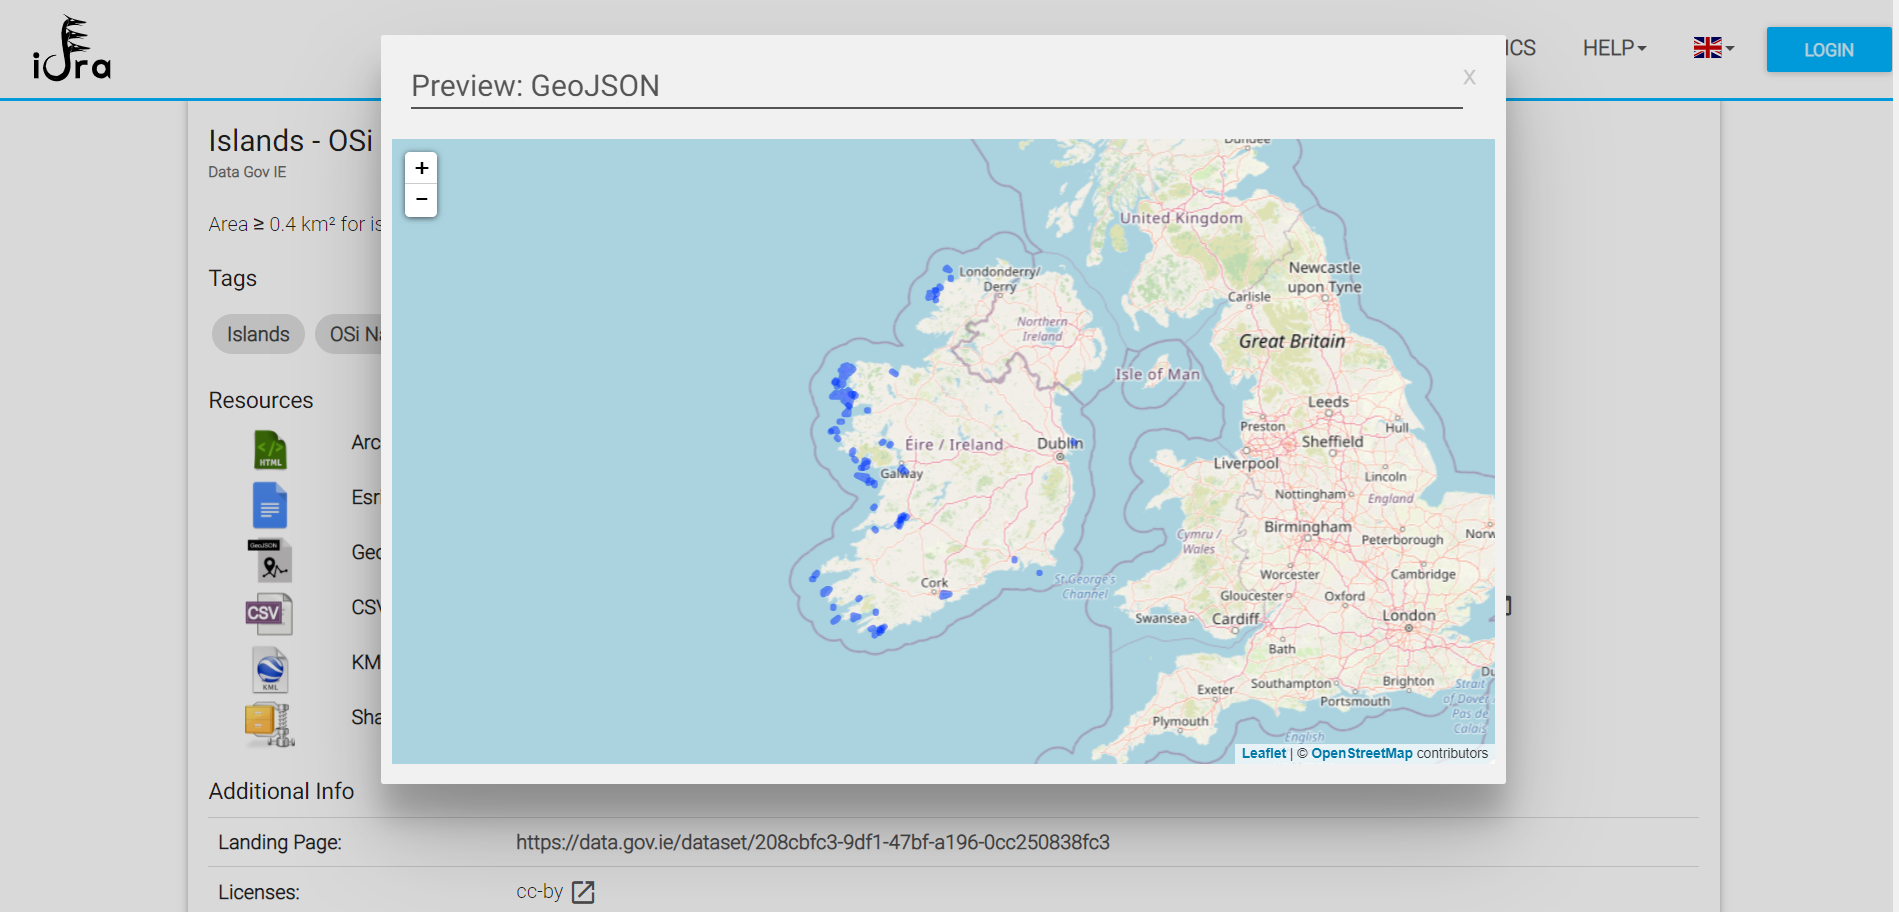 idra
ICS
HELP
LOGIN
Preview: GeoJSON
X
Islands - OSi
Data Gov IE
Area ≥ 0.4 km² for is
Tags
Islands
OSi Na
Resources
HTML
Arc
Esri
GeoJSON
Geo
CSV
CSV
KML
KM
Sha
+
−
Dundee
United Kingdom
Londonderry/
Derry
Newcastle
upon Tyne
Carlisle
Northern
Ireland
Great Britain
Isle of Man
Leeds
Preston
Hull
Éire / Ireland
Dublin
Sheffield
Liverpool
Galway
Lincoln
Nottingham
England
Birmingham
Peterborough
Norw
Cymru /
Wales
Cork
St George's
Channel
Worcester
Cambridge
Gloucester
Oxford
Swansea
Cardiff
London
Bath
Exeter
Southampton
Brighton
Portsmouth
Du
Strait
of Dover
Pas de
Calais
Plymouth
English
Leaflet | © OpenStreetMap contributors
Additional Info
Landing Page:
https://data.gov.ie/dataset/208cbfc3-9df1-47bf-a196-0cc250838fc3
Licenses:
cc-by